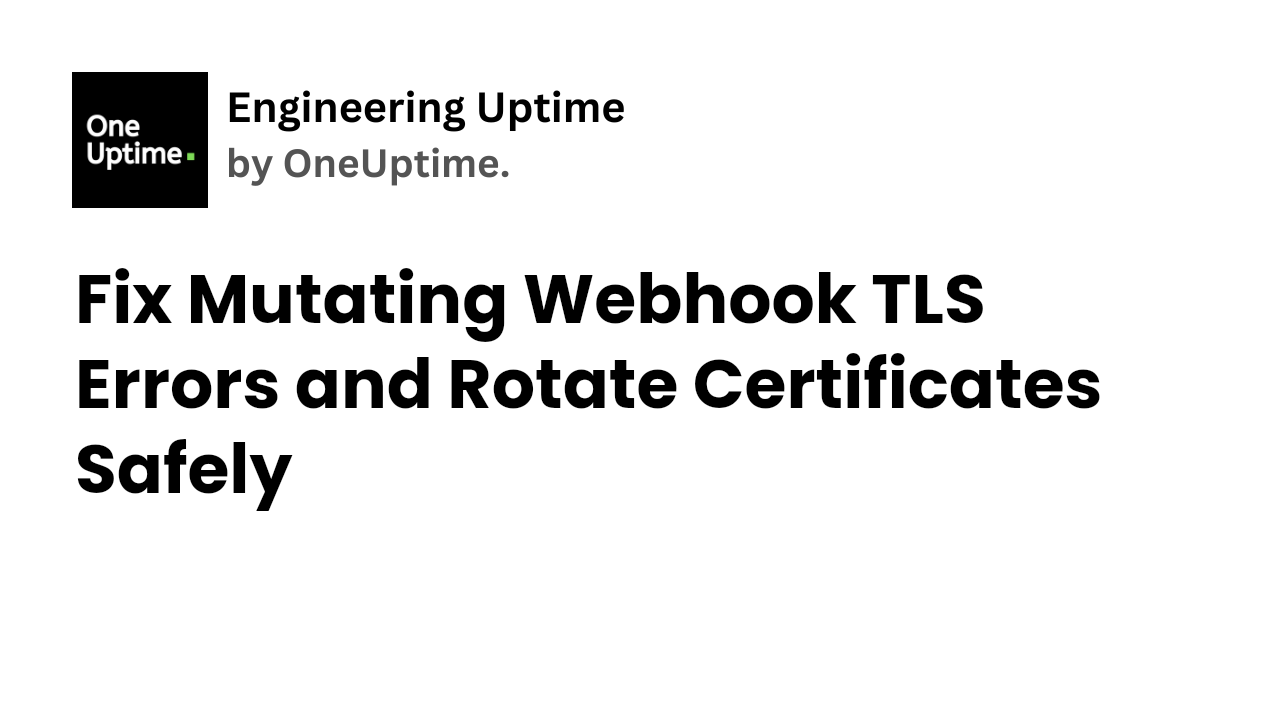 One
Uptime.
Engineering Uptime
by OneUptime.
Fix Mutating Webhook TLS
Errors and Rotate Certificates
Safely